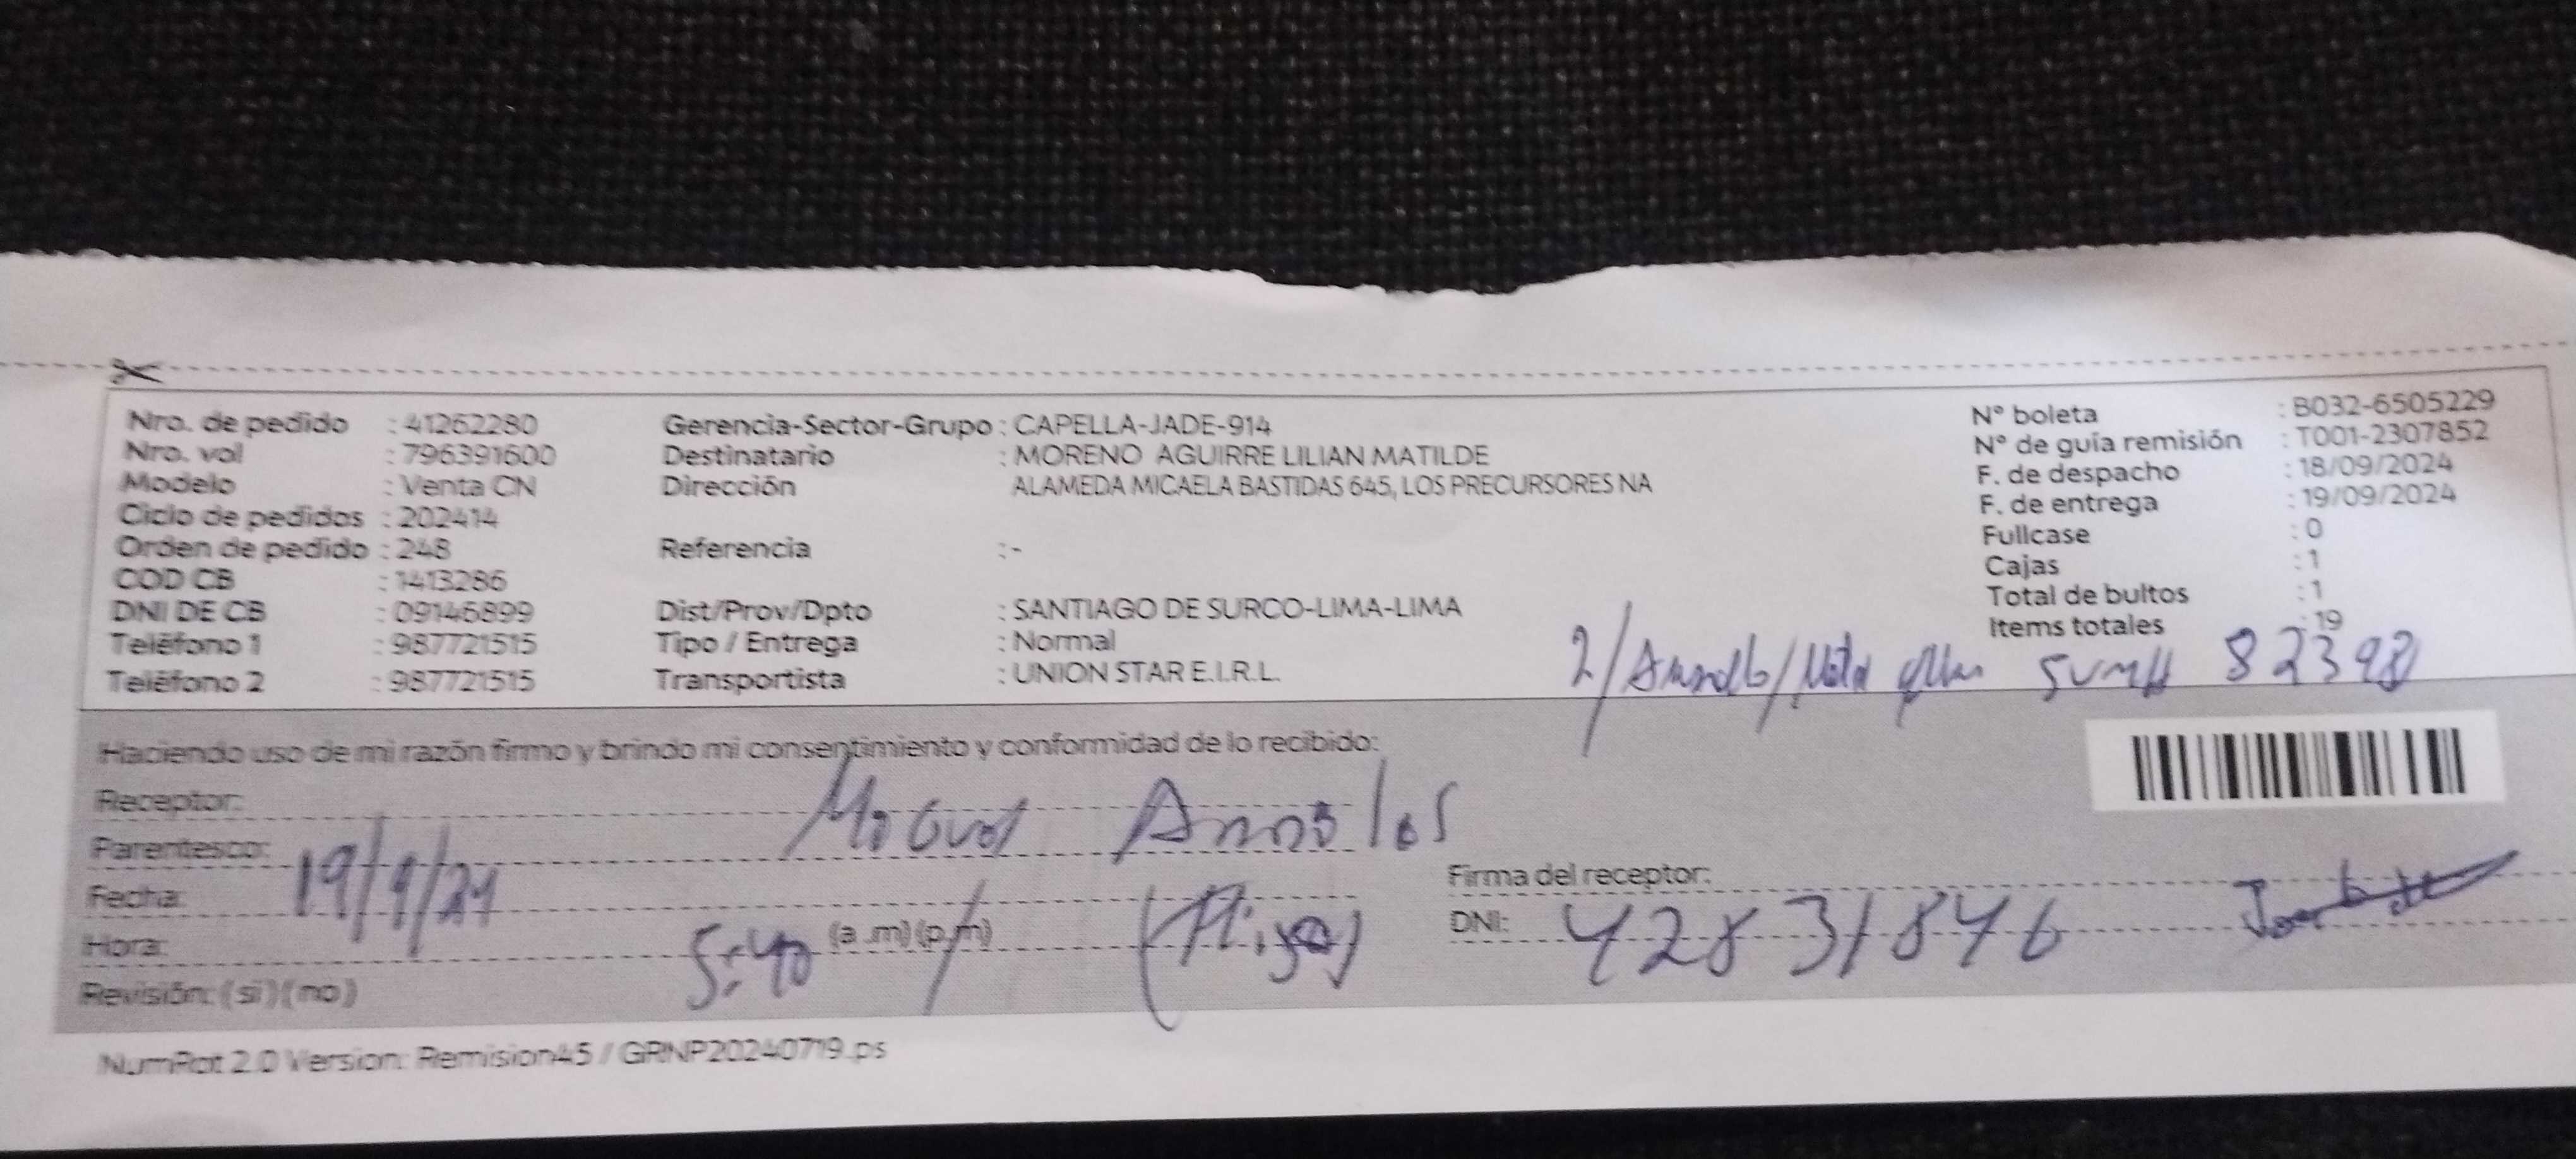 Nro. de pedido : 41262280
Nro. vol : 796391600
Modelo : Venta CN
Ciclo de pedidos : 202414
Orden de pedido : 248
COD CB : 1413286
DNI DE CB : 09146899
Teléfono 1 : 987721515
Teléfono 2 : 987721515
Gerencia-Sector-Grupo : CAPELLA-JADE-914
Destinatario : MORENO AGUIRRE LILIAN MATILDE
Dirección ALAMEDA MICAELA BASTIDAS 645, LOS PRECURSORES NA
Referencia :-
Dist/Prov/Dpto : SANTIAGO DE SURCO-LIMA-LIMA
Tipo / Entrega : Normal
Transportista : UNION STAR E.I.R.L.
N° boleta : B032-6505229
N° de guía remisión : T001-2307852
F. de despacho : 18/09/2024
F. de entrega : 19/09/2024
Fullcase : 0
Cajas : 1
Total de bultos : 1
Items totales : 19
2/
Haciendo uso de mi razón firmo y brindo mi consentimiento y conformidad de lo recibido:
Receptor:
Parentesco:
Fecha: 19/9/24
Hora: 5:40 (a .m) (p.m)
Revisión: ( si ) ( no )
Firma del receptor:
DNI: 42831846
NumRot 2.0 Version: Remision45 / GRNP20240719.ps